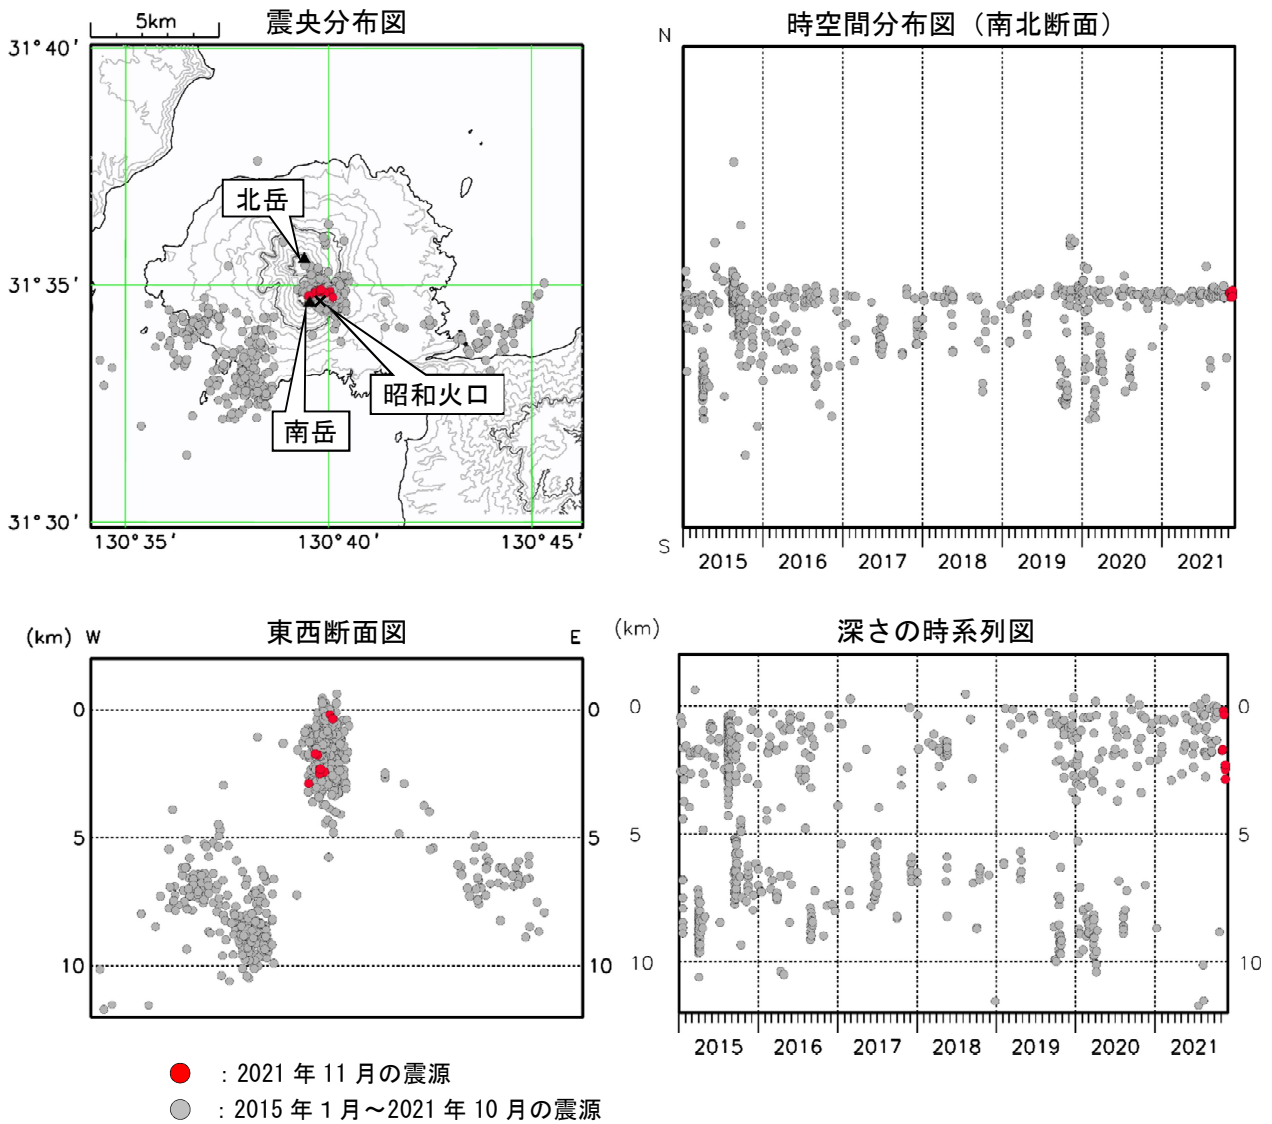 5km
震央分布図
31°40′
31°35′
31°30′
130°35′
130°40′
130°45′
北岳
昭和火口
南岳
時空間分布図（南北断面）
N
S
2015 2016 2017 2018 2019 2020 2021
東西断面図
(km) W E
0 0
5 5
10 10
深さの時系列図
(km)
0 0
5 5
10 10
2015 2016 2017 2018 2019 2020 2021
：2021 年 11 月の震源
：2015 年 1 月～2021 年 10 月の震源